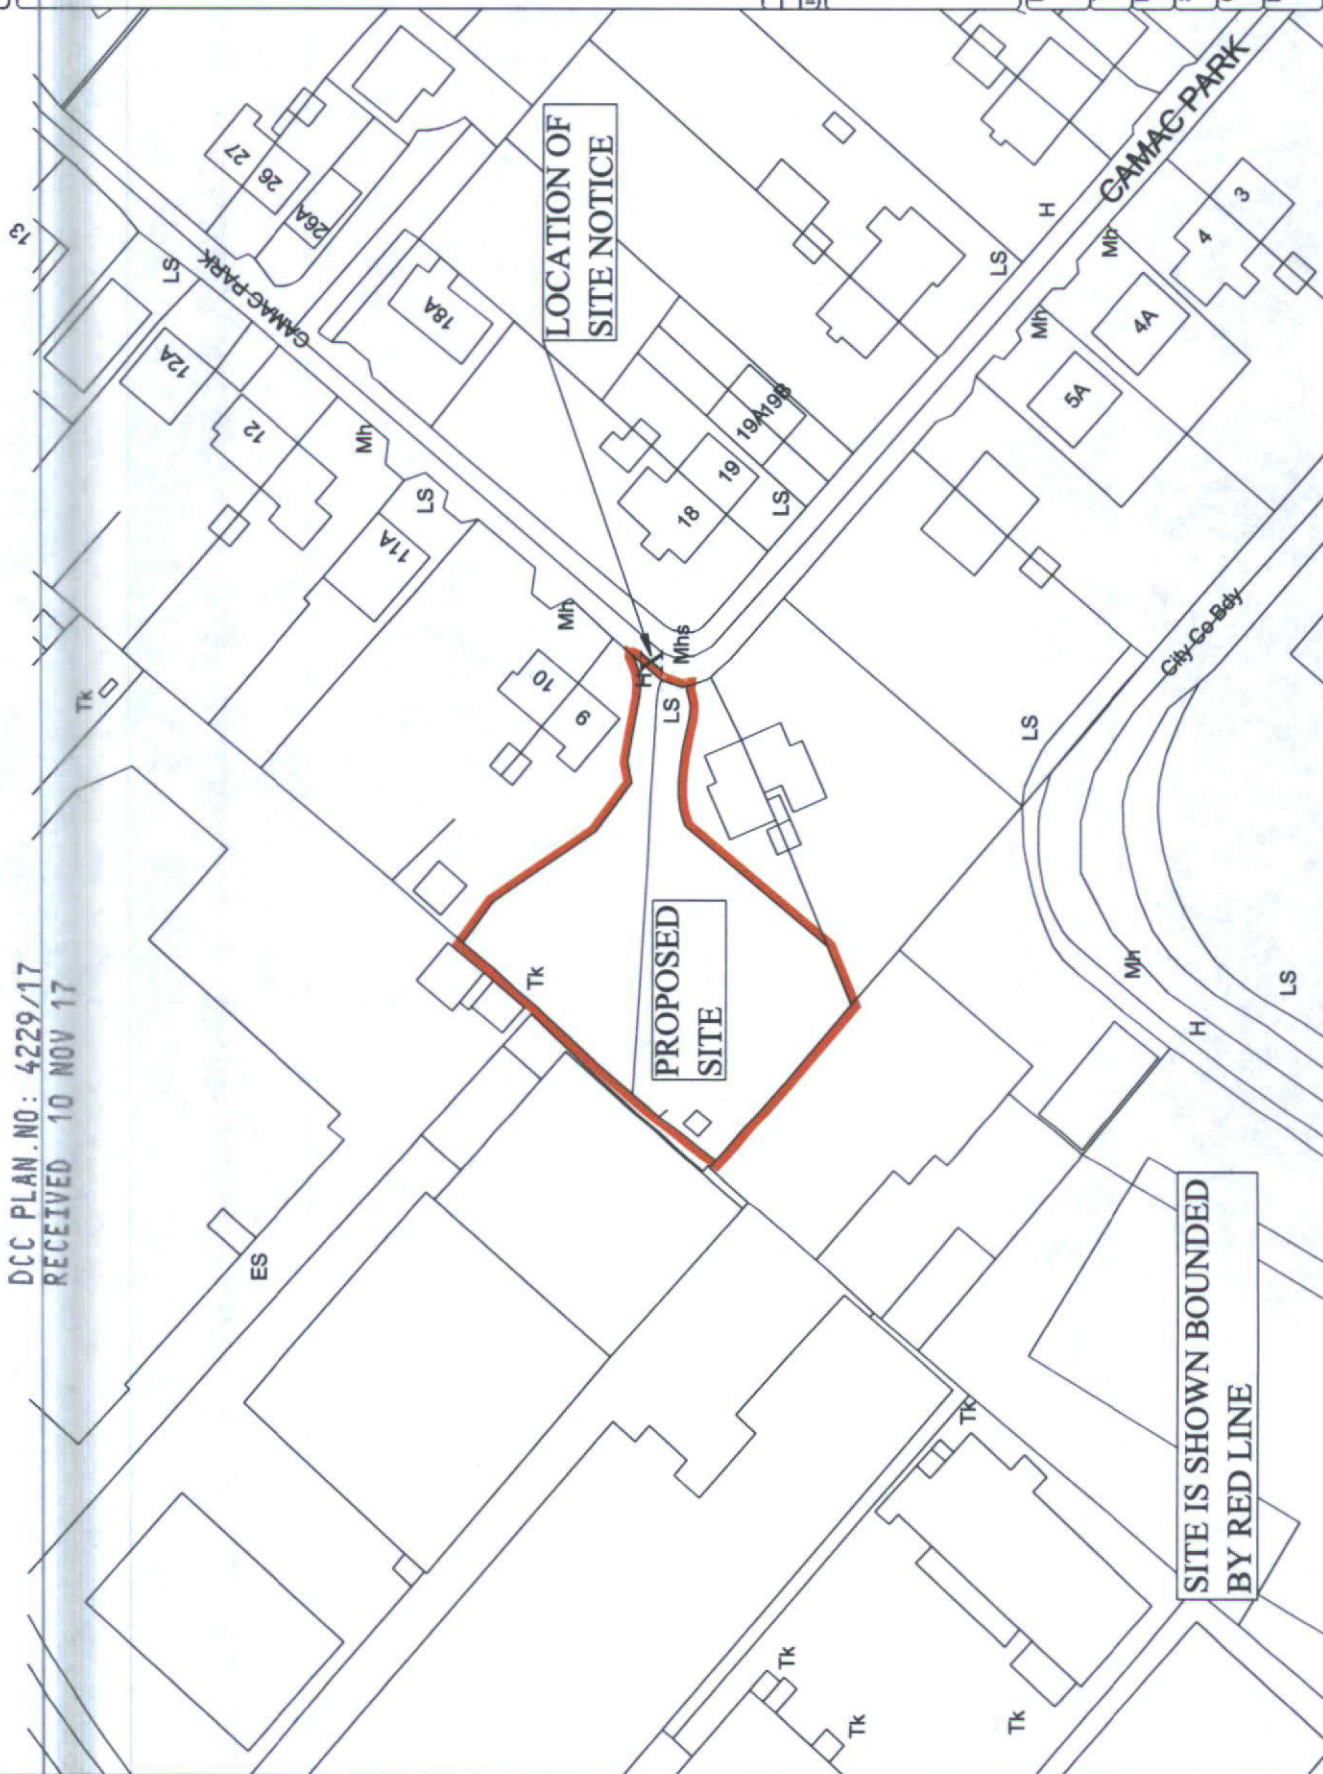 DCC PLAN.NO: 4229/17
RECEIVED 10 NOV 17
13
LS
CAMAC PARK
27
26
26A
12A
12
18A
Mh
LS
11A
Mh
10
9
H
X
Mhs
LS
LOCATION OF
SITE NOTICE
18
19
19A
19B
LS
LS
H
CAMAC PARK
Mh
Mh
3
4
4A
5A
City Co Bdy
LS
Mh
H
LS
Tk
Tk
PROPOSED
SITE
ES
Tk
Tk
Tk
Tk
SITE IS SHOWN BOUNDED
BY RED LINE